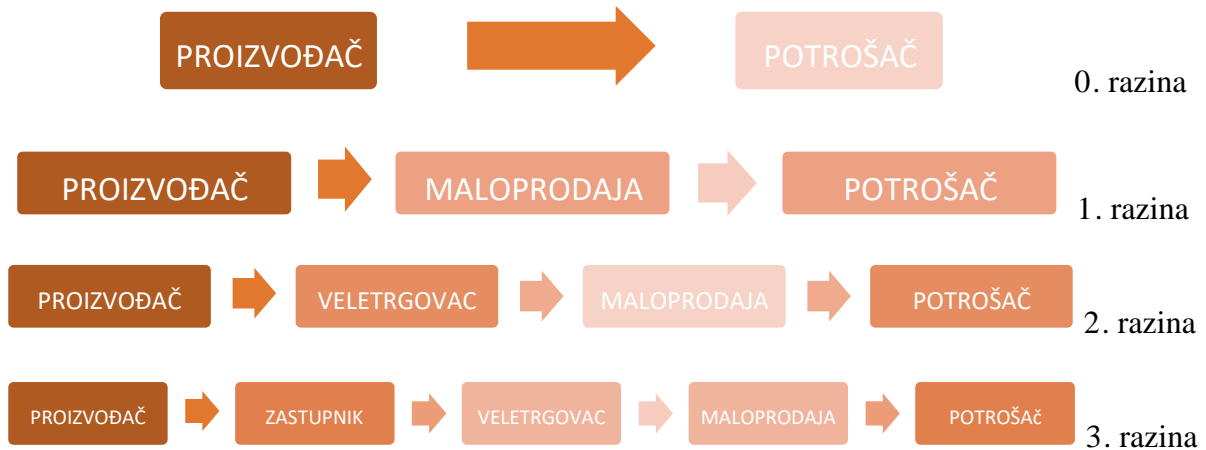 PROIZVOĐAČ POTROŠAČ 0. razina
PROIZVOĐAČ MALOPRODAJA POTROŠAČ 1. razina
PROIZVOĐAČ VELETRGOVAC MALOPRODAJA POTROŠAČ 2. razina
PROIZVOĐAČ ZASTUPNIK VELETRGOVAC MALOPRODAJA POTROŠAč 3. razina